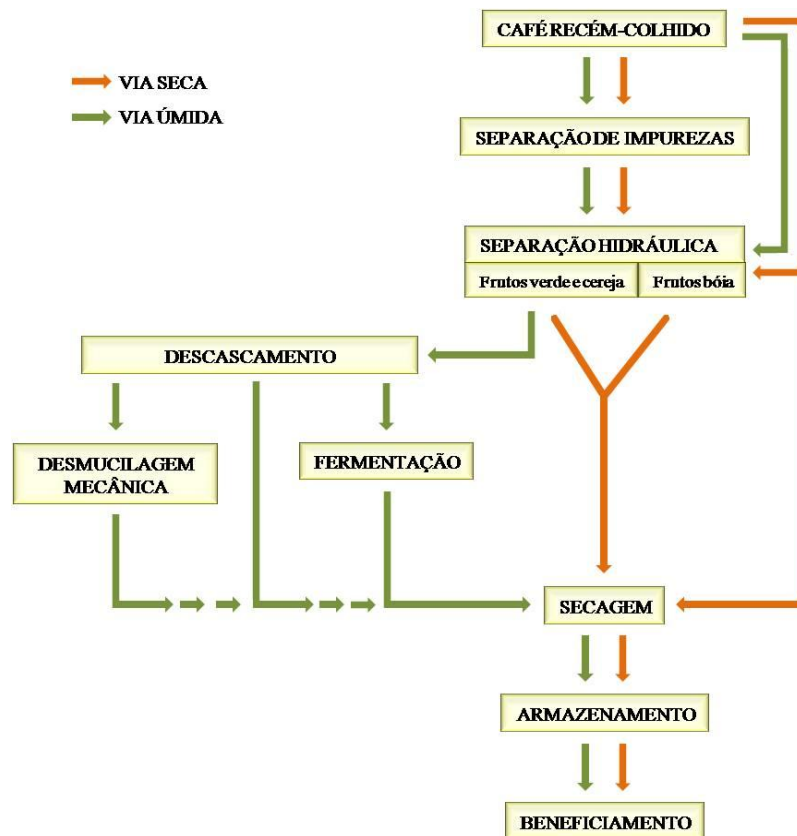 CAFÉ RECÉM-COLHIDO
VIA SECA
VIA ÚMIDA
SEPARAÇÃO DE IMPUREZAS
SEPARAÇÃO HIDRÁULICA
Frutos verde e cereja
Frutos bóia
DESCASCAMENTO
DESMUCILAGEM
MECÂNICA
FERMENTAÇÃO
SECAGEM
ARMAZENAMENTO
BENEFICIAMENTO